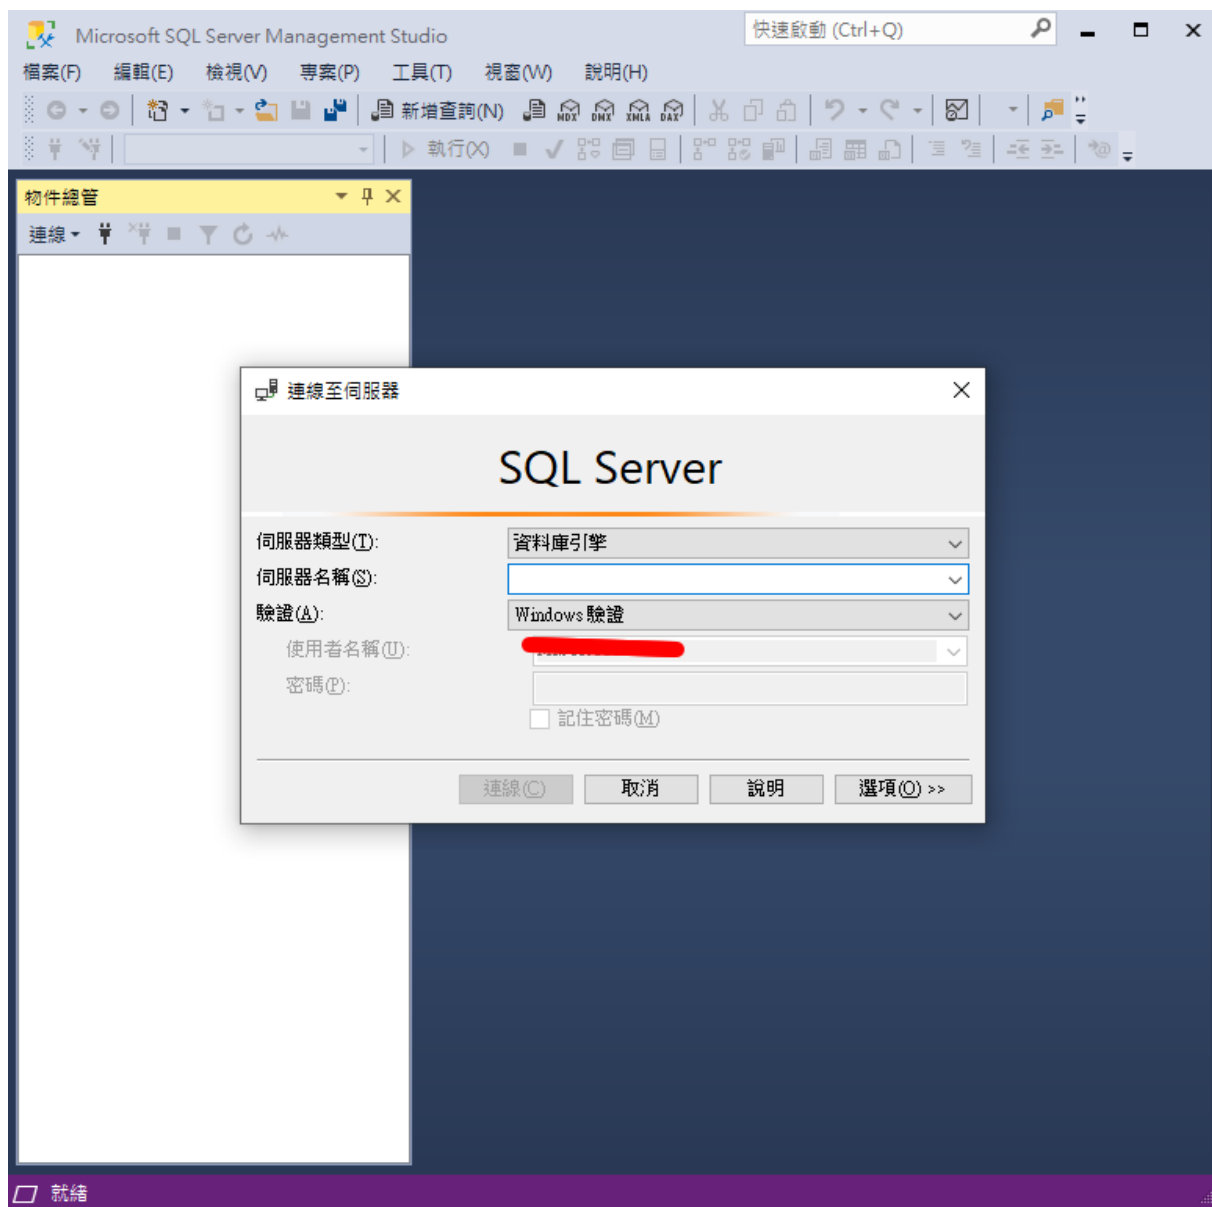 Microsoft SQL Server Management Studio
快速啟動 (Ctrl+Q)
檔案(F) 編輯(E) 檢視(V) 專案(P) 工具(T) 視窗(W) 說明(H)
新增查詢(N) MDX DMX XMLA DAX
執行(X)
物件總管
連線
連線至伺服器
SQL Server
伺服器類型(T): 資料庫引擎
伺服器名稱(S):
驗證(A): Windows 驗證
使用者名稱(U):
密碼(P):
記住密碼(M)
連線(C) 取消 說明 選項(O) >>
就緒